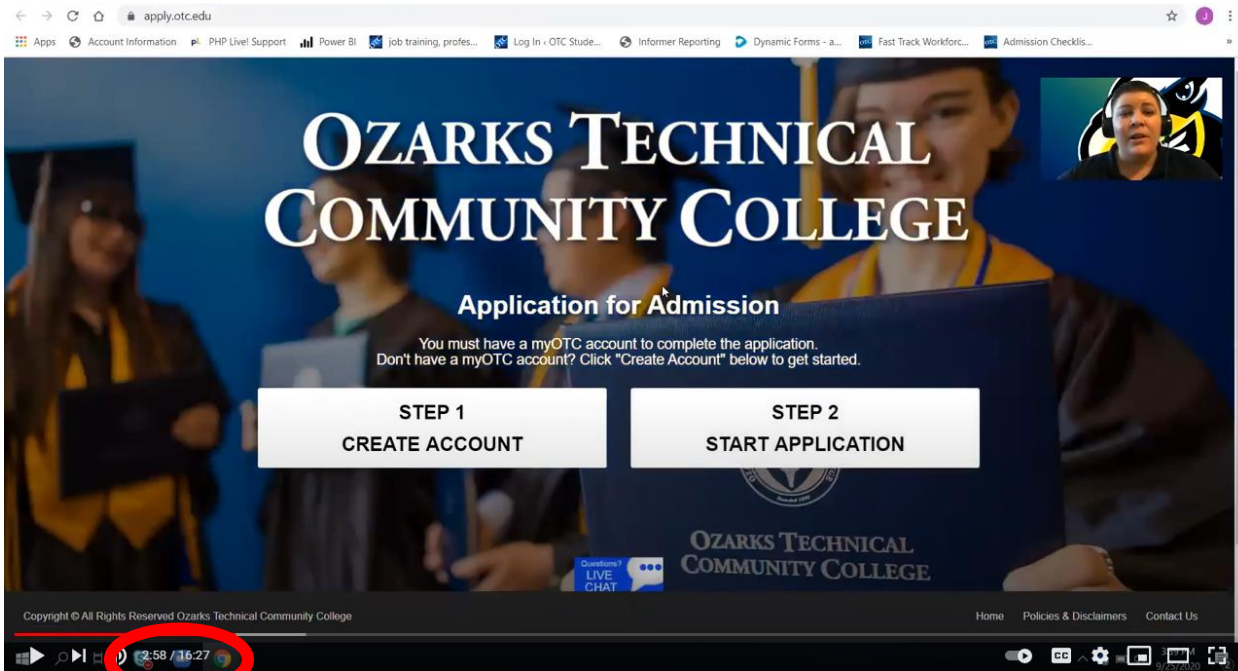 apply.otc.edu
J
Apps Account Information PHP Live! Support Power BI job training, profes... Log In ‹ OTC Stude... Informer Reporting Dynamic Forms - a... Fast Track Workforc... Admission Checklis... »
OZARKS TECHNICAL
COMMUNITY COLLEGE
Application for Admission
You must have a myOTC account to complete the application.
Don't have a myOTC account? Click "Create Account" below to get started.
STEP 1
CREATE ACCOUNT
STEP 2
START APPLICATION
OZARKS TECHNICAL
COMMUNITY COLLEGE
Questions?
LIVE
CHAT
Copyright © All Rights Reserved Ozarks Technical Community College
Home Policies & Disclaimers Contact Us
2:58 / 16:27
CC
9/25/2020